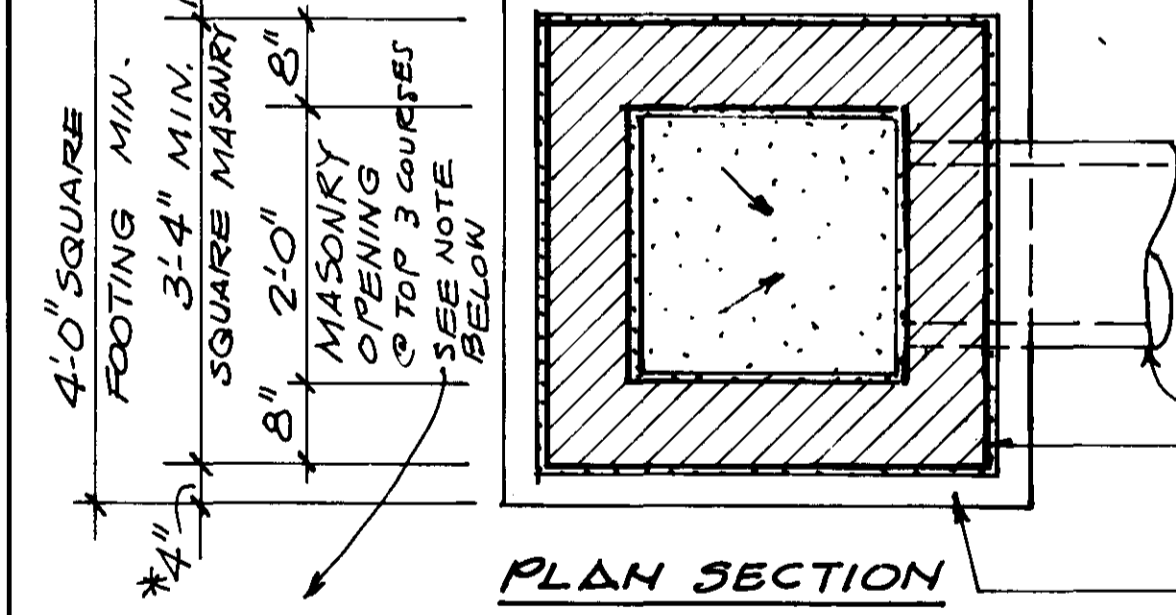 4'-0" SQUARE
FOOTING MIN.
3'-4" MIN.
SQUARE MASONRY
8" 2'-0" 8"
MASONRY
OPENING
@ TOP 3 COURSES
SEE NOTE
BELOW
*4"
PLAN SECTION